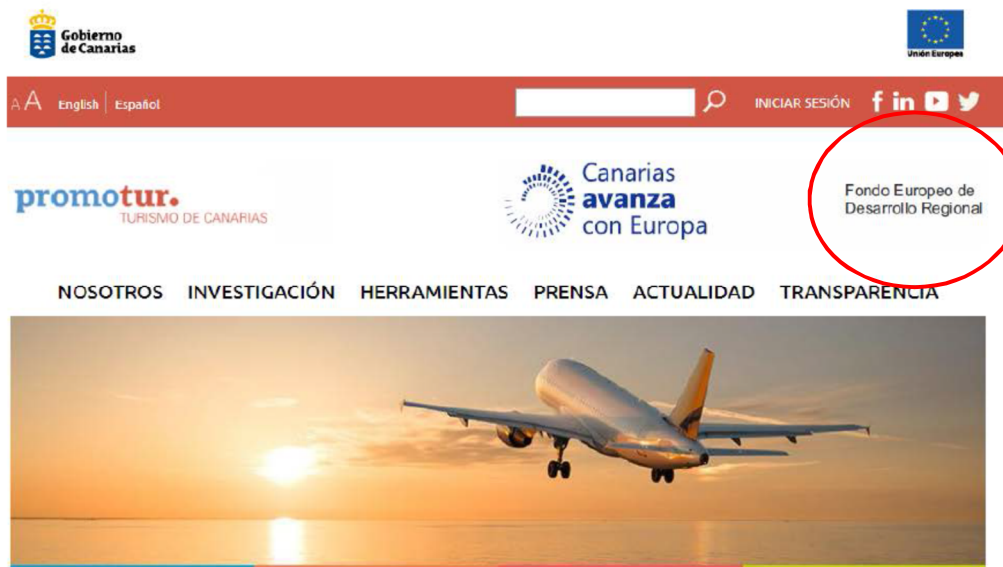 Gobierno
de Canarias
Unión Europea
A A English Español
INICIAR SESIÓN f in
promotur.
TURISMO DE CANARIAS
Canarias
avanza
con Europa
Fondo Europeo de
Desarrollo Regional
NOSOTROS INVESTIGACIÓN HERRAMIENTAS PRENSA ACTUALIDAD TRANSPARENCIA